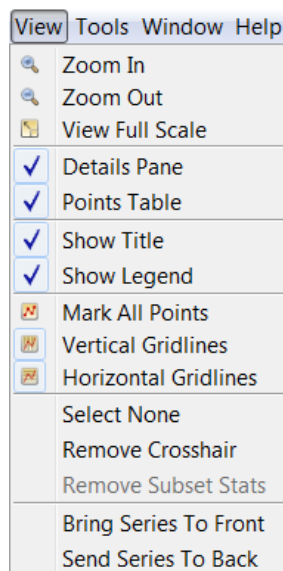 View Tools Window Help
Zoom In
Zoom Out
View Full Scale
Details Pane
Points Table
Show Title
Show Legend
Mark All Points
Vertical Gridlines
Horizontal Gridlines
Select None
Remove Crosshair
Remove Subset Stats
Bring Series To Front
Send Series To Back